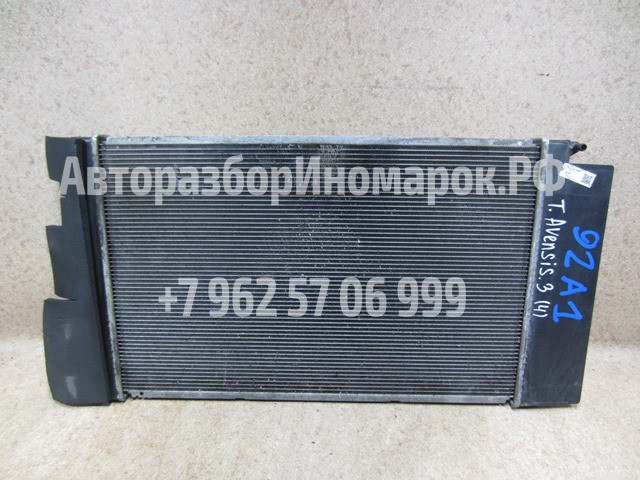 АвторазборИномарок.РФ
+7 962 57 06 999
T. Avensis.3 (4)
92A1